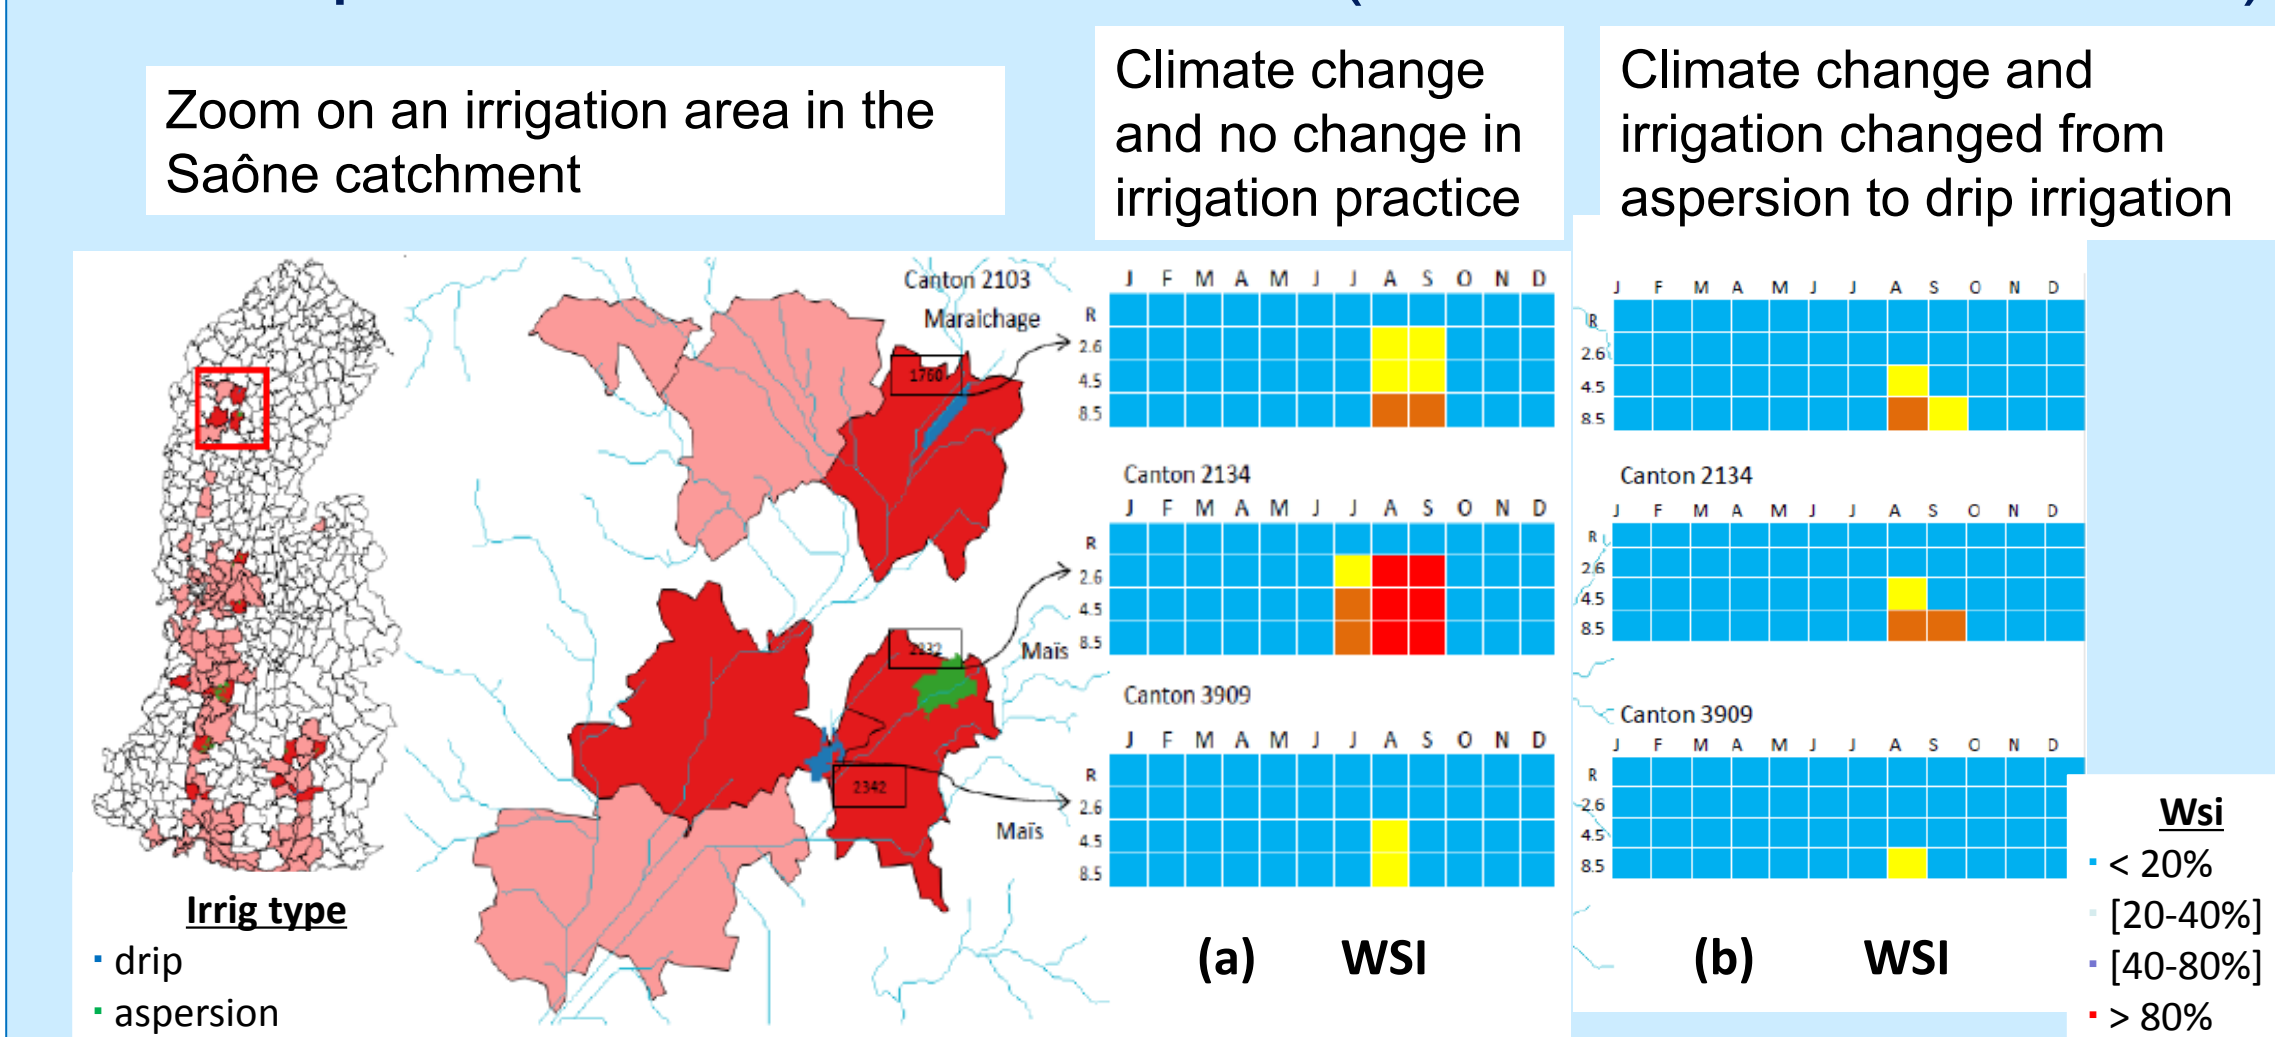 Zoom on an irrigation area in the
Saône catchment
Climate change
and no change in
irrigation practice
Climate change and
irrigation changed from
aspersion to drip irrigation
Canton 2103
Maraichage
1760
2342
Maïs
Maïs
Irrig type
drip
aspersion
J F M A M J J A S O N D
R
2.6
4.5
8.5
Canton 2134
J F M A M J J A S O N D
R
2.6
4.5
8.5
Canton 3909
J F M A M J J A S O N D
R
2.6
4.5
8.5
(a) WSI
J F M A M J J A S O N D
R
2.6
4.5
8.5
Canton 2134
J F M A M J J A S O N D
R
2.6
4.5
8.5
Canton 3909
J F M A M J J A S O N D
R
2.6
4.5
8.5
(b) WSI
Wsi
< 20%
[20-40%]
[40-80%]
> 80%